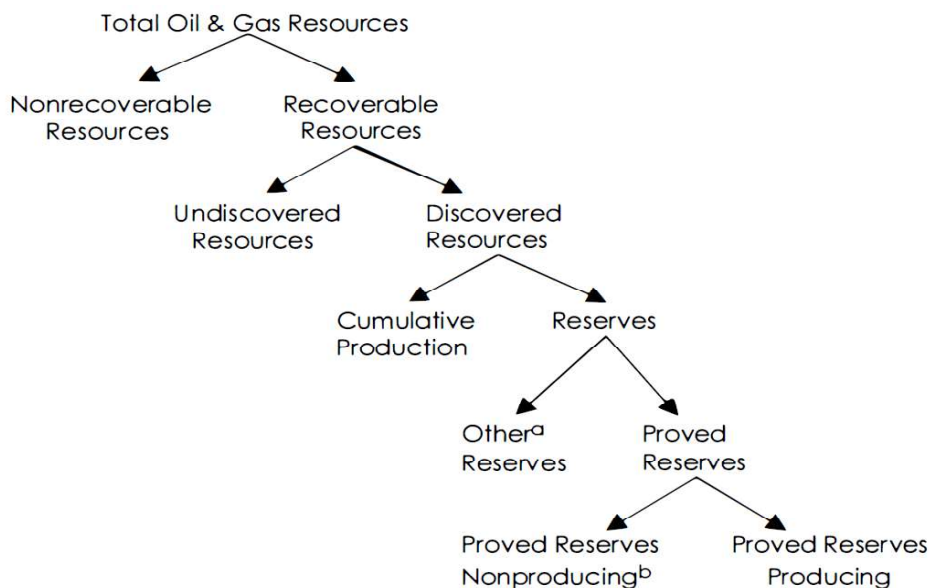 Total Oil & Gas Resources
Nonrecoverable
Resources
Recoverable
Resources
Undiscovered
Resources
Discovered
Resources
Cumulative
Production
Reserves
Otherᵃ
Reserves
Proved
Reserves
Proved Reserves
Nonproducingᵇ
Proved Reserves
Producing